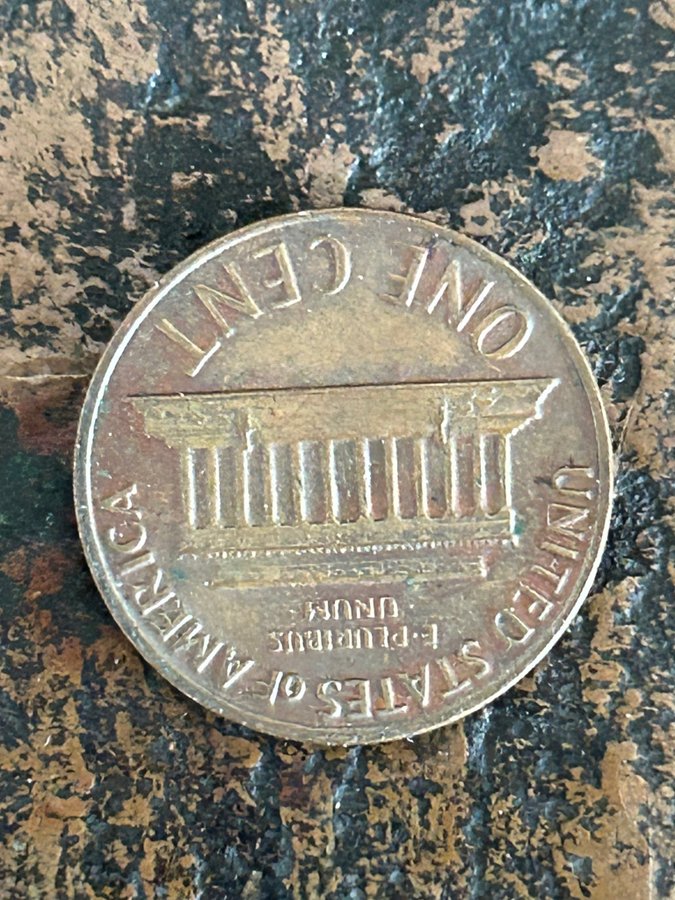 UNITED STATES OF AMERICA
E·PLURIBUS
·UNUM·
ONE CENT